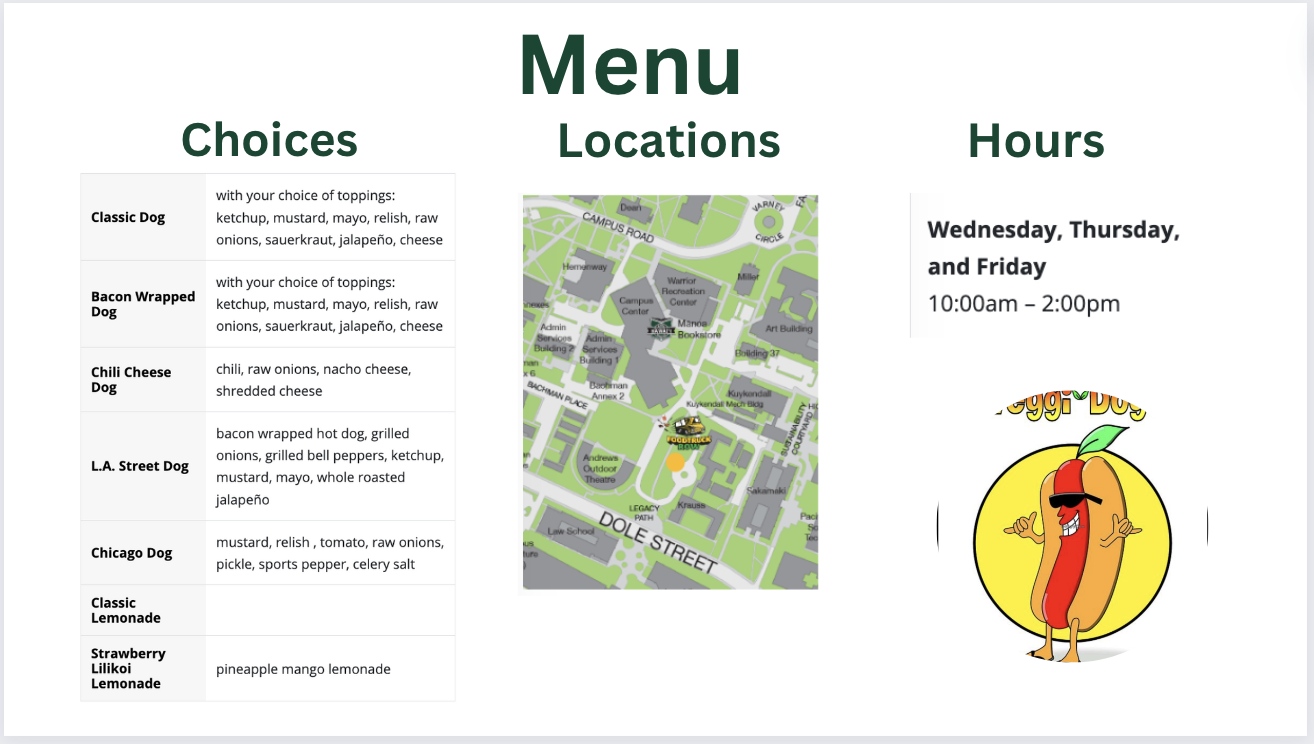 Menu
Choices
Classic Dog
with your choice of toppings:
ketchup, mustard, mayo, relish, raw
onions, sauerkraut, jalapeño, cheese
Bacon Wrapped
Dog
with your choice of toppings:
ketchup, mustard, mayo, relish, raw
onions, sauerkraut, jalapeño, cheese
Chili Cheese
Dog
chili, raw onions, nacho cheese,
shredded cheese
L.A. Street Dog
bacon wrapped hot dog, grilled
onions, grilled bell peppers, ketchup,
mustard, mayo, whole roasted
jalapeño
Chicago Dog
mustard, relish , tomato, raw onions,
pickle, sports pepper, celery salt
Classic
Lemonade
Strawberry
Lilikoi
Lemonade
pineapple mango lemonade
Locations
Dean
VARNEY
CIRCLE
CAMPUS ROAD
Hemenway
Warrior
Recreation
Center
Miller
Campus
Center
Manoa
Bookstore
Art Building
Admin
Services
Building 2
Admin
Services
Building 1
Building 37
Bachman
Annex 2
BACHMAN PLACE
Kuykendall
Kuykendall Mech Bldg
SUSTAINABILITY
COURTYARD
FOODTRUCK
ROW
Andrews
Outdoor
Theatre
Sakamaki
LEGACY
PATH
Krauss
Law School
DOLE STREET
Hours
Wednesday, Thursday,
and Friday
10:00am – 2:00pm
eggi Dog